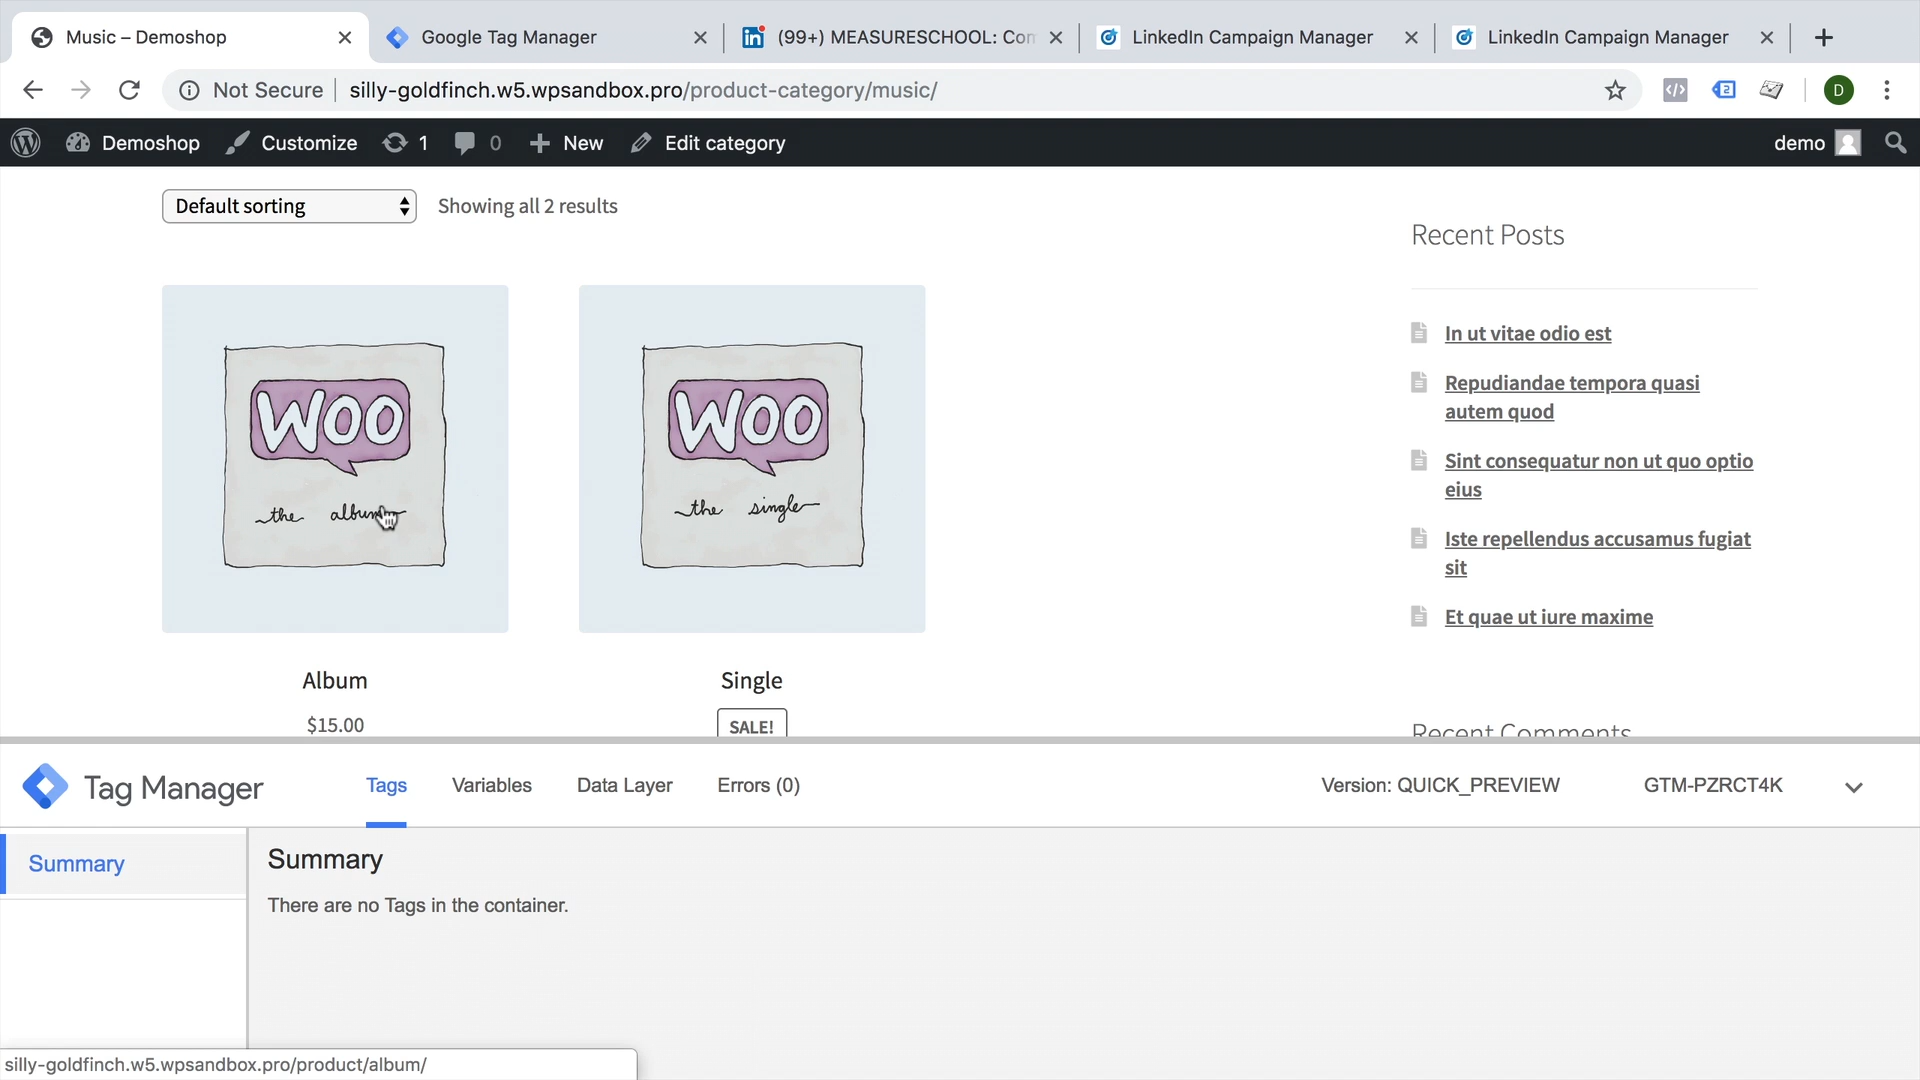 Music – Demoshop
Google Tag Manager
(99+) MEASURESCHOOL: Con
LinkedIn Campaign Manager
LinkedIn Campaign Manager
Not Secure
silly-goldfinch.w5.wpsandbox.pro/product-category/music/
2
D
Demoshop
Customize
1
0
New
Edit category
demo
Default sorting
Showing all 2 results
Recent Posts
In ut vitae odio est
Repudiandae tempora quasi
autem quod
Sint consequatur non ut quo optio
eius
Iste repellendus accusamus fugiat
sit
Et quae ut iure maxime
Recent Comments
WOO
the album
WOO
the single
Album
$15.00
Single
SALE!
Tag Manager
Tags
Variables
Data Layer
Errors (0)
Version: QUICK_PREVIEW
GTM-PZRCT4K
Summary
Summary
There are no Tags in the container.
silly-goldfinch.w5.wpsandbox.pro/product/album/